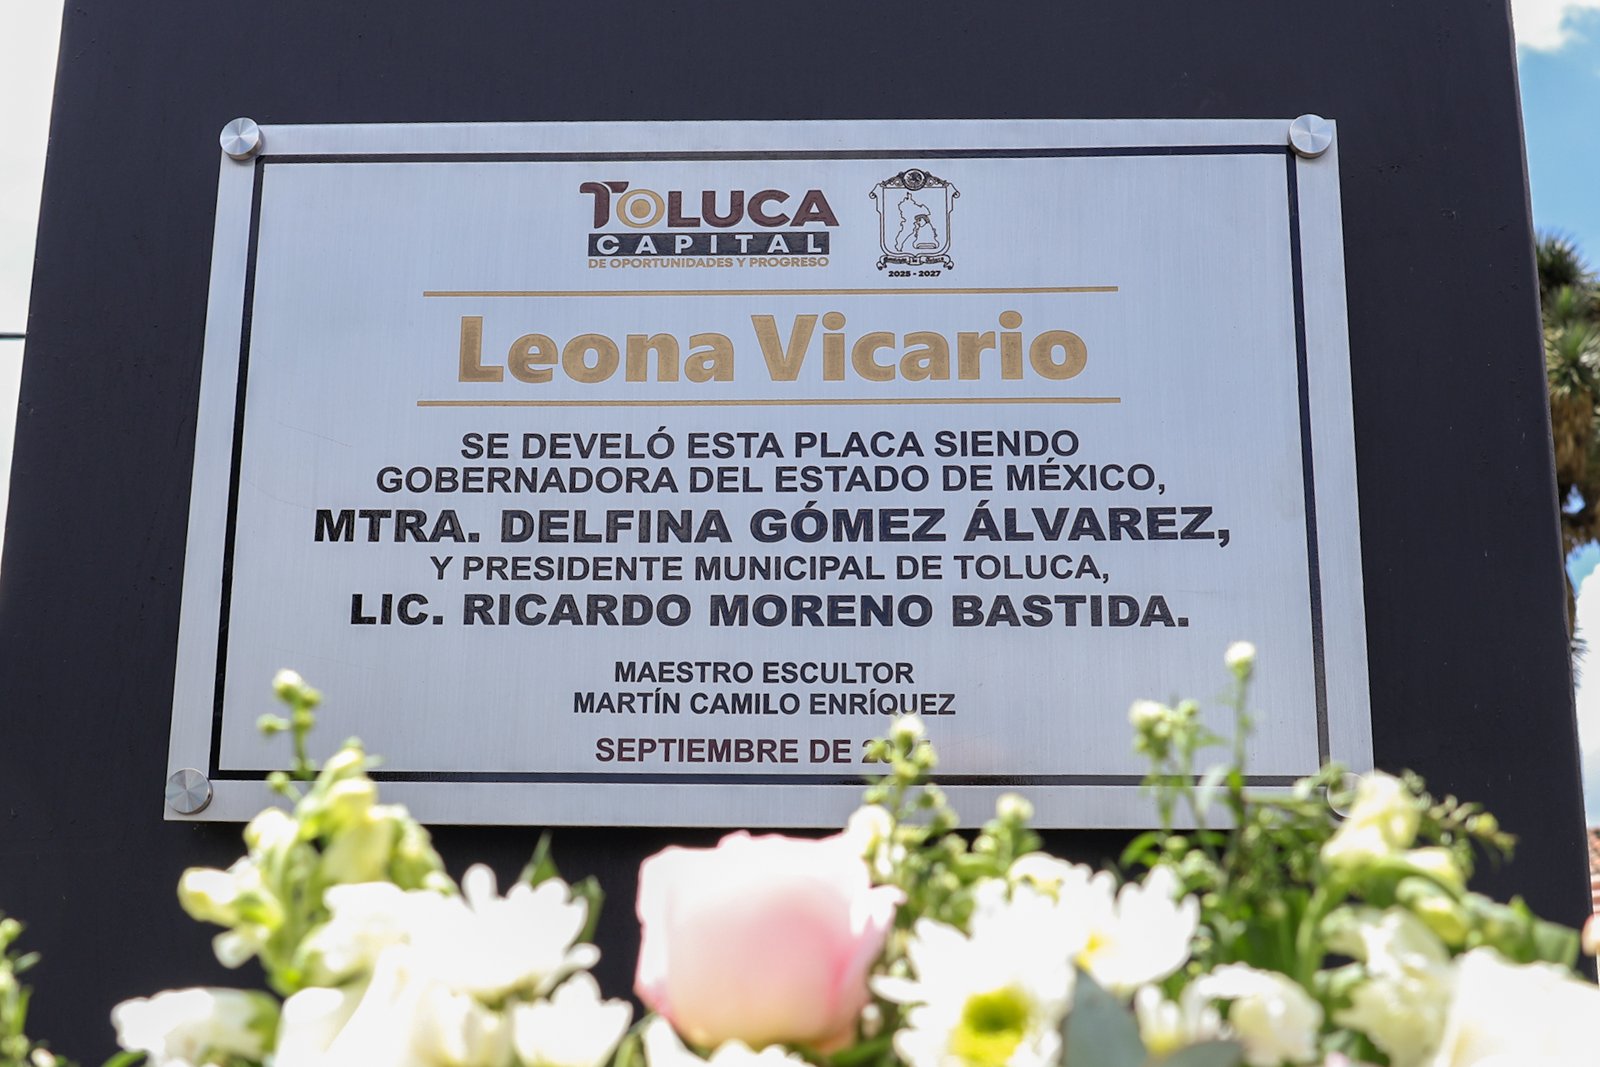 TOLUCA
CAPITAL
DE OPORTUNIDADES Y PROGRESO
2025 - 2027
Leona Vicario
SE DEVELÓ ESTA PLACA SIENDO
GOBERNADORA DEL ESTADO DE MÉXICO,
MTRA. DELFINA GÓMEZ ÁLVAREZ,
Y PRESIDENTE MUNICIPAL DE TOLUCA,
LIC. RICARDO MORENO BASTIDA.
MAESTRO ESCULTOR
MARTÍN CAMILO ENRÍQUEZ
SEPTIEMBRE DE